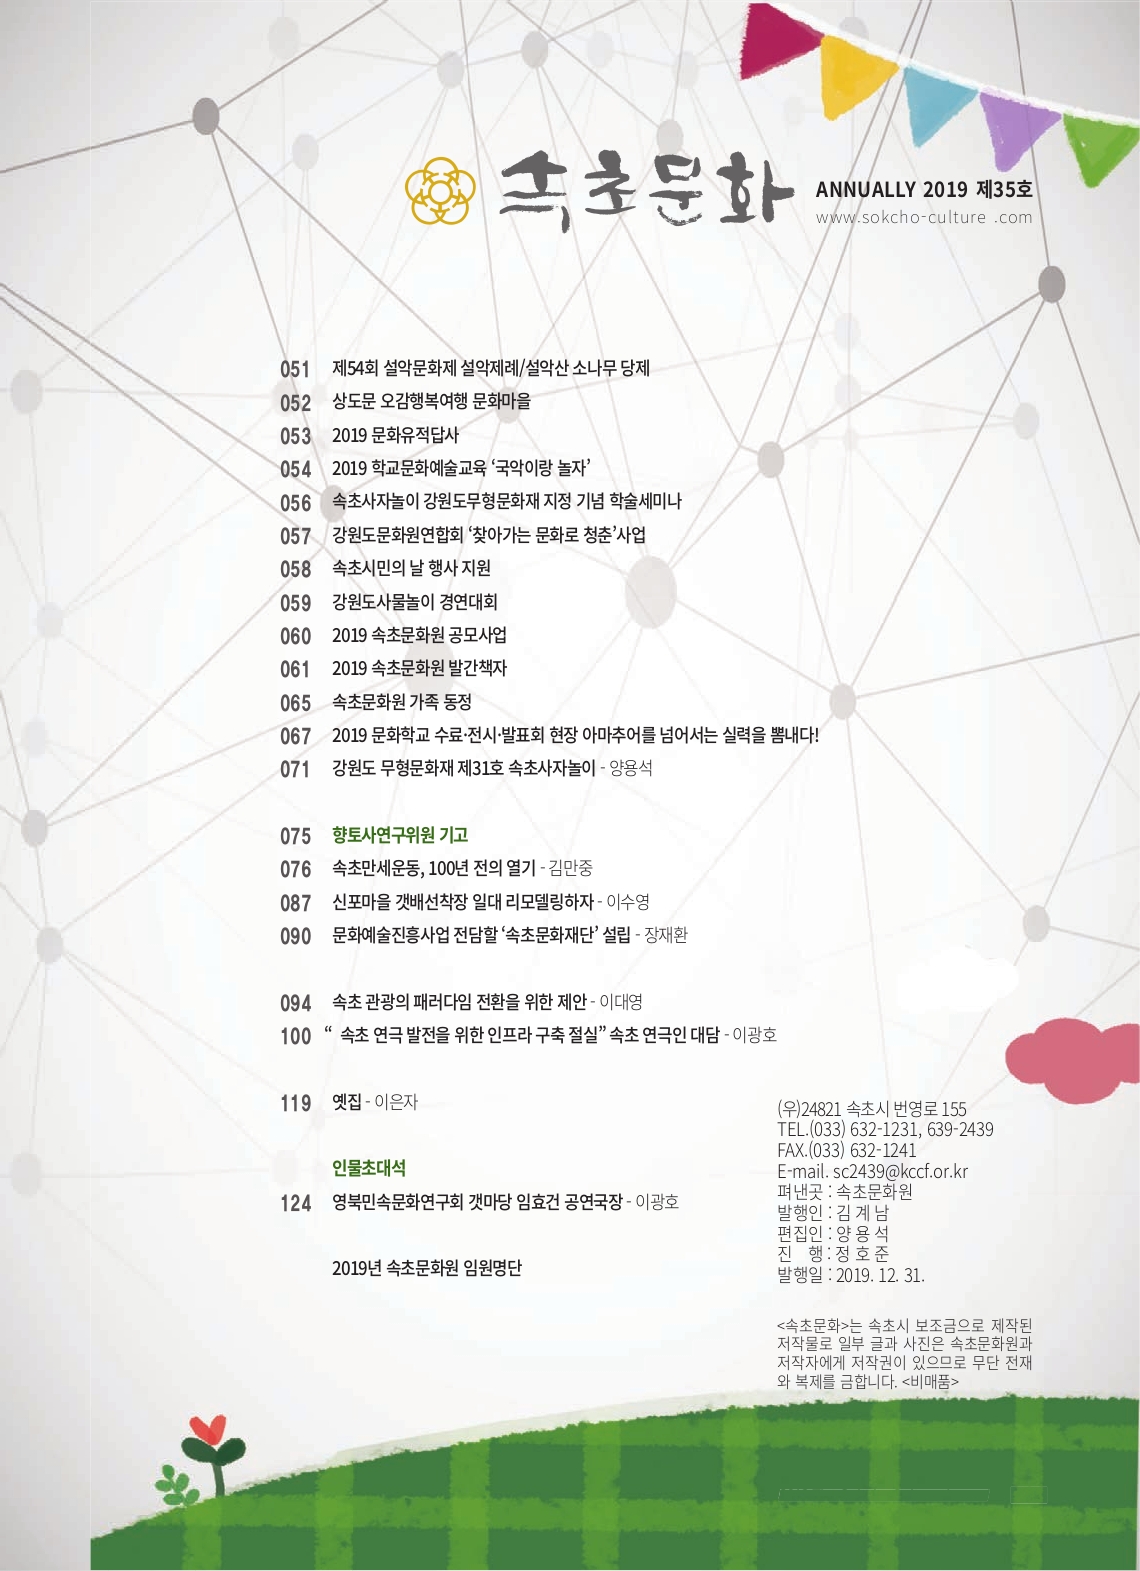 속초문화
ANNUALLY 2019 제35호
www.sokcho-culture .com
051 제54회 설악문화제 설악제례/설악산 소나무 당제
052 상도문 오감행복여행 문화마을
053 2019 문화유적답사
054 2019 학교문화예술교육 ‘국악이랑 놀자’
056 속초사자놀이 강원도무형문화재 지정 기념 학술세미나
057 강원도문화원연합회 ‘찾아가는 문화로 청춘’사업
058 속초시민의 날 행사 지원
059 강원도사물놀이 경연대회
060 2019 속초문화원 공모사업
061 2019 속초문화원 발간책자
065 속초문화원 가족 동정
067 2019 문화학교 수료·전시·발표회 현장 아마추어를 넘어서는 실력을 뽐내다!
071 강원도 무형문화재 제31호 속초사자놀이 - 양용석
075 향토사연구위원 기고
076 속초만세운동, 100년 전의 열기 - 김만중
087 신포마을 갯배선착장 일대 리모델링하자 - 이수영
090 문화예술진흥사업 전담할 ‘속초문화재단’ 설립 - 장재환
094 속초 관광의 패러다임 전환을 위한 제안 - 이대영
100 “ 속초 연극 발전을 위한 인프라 구축 절실” 속초 연극인 대담 - 이광호
119 옛집 - 이은자
인물초대석
124 영북민속문화연구회 갯마당 임효건 공연국장 - 이광호
2019년 속초문화원 임원명단
(우)24821 속초시 번영로 155
TEL.(033) 632-1231, 639-2439
FAX.(033) 632-1241
E-mail. sc2439@kccf.or.kr
펴낸곳 : 속초문화원
발행인 : 김 계 남
편집인 : 양 용 석
진 행 : 정 호 준
발행일 : 2019. 12. 31.
<속초문화>는 속초시 보조금으로 제작된
저작물로 일부 글과 사진은 속초문화원과
저작자에게 저작권이 있으므로 무단 전재
와 복제를 금합니다. <비매품>